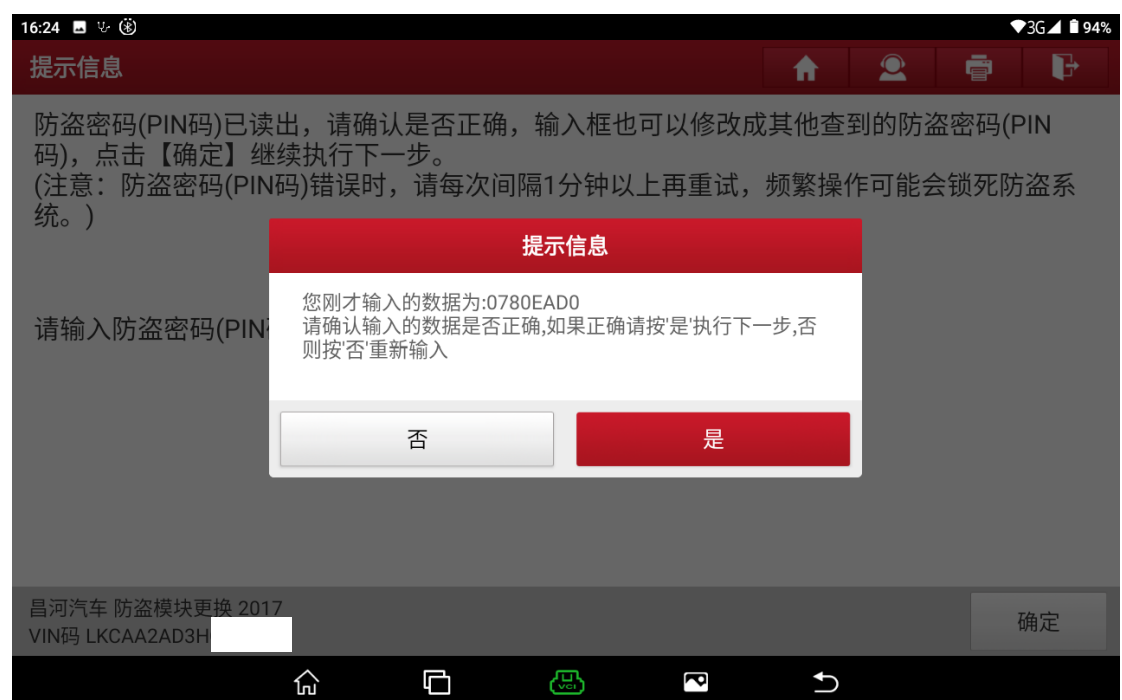 16:24
3G 94%
提示信息
防盗密码(PIN码)已读出，请确认是否正确，输入框也可以修改成其他查到的防盗密码(PIN
码)，点击【确定】继续执行下一步。
(注意：防盗密码(PIN码)错误时，请每次间隔1分钟以上再重试，频繁操作可能会锁死防盗系
统。)
提示信息
您刚才输入的数据为:0780EAD0
请确认输入的数据是否正确,如果正确请按'是'执行下一步,否
则按'否'重新输入
请输入防盗密码(PIN
否
是
昌河汽车 防盗模块更换 2017
VIN码 LKCAA2AD3H
确定
VCI